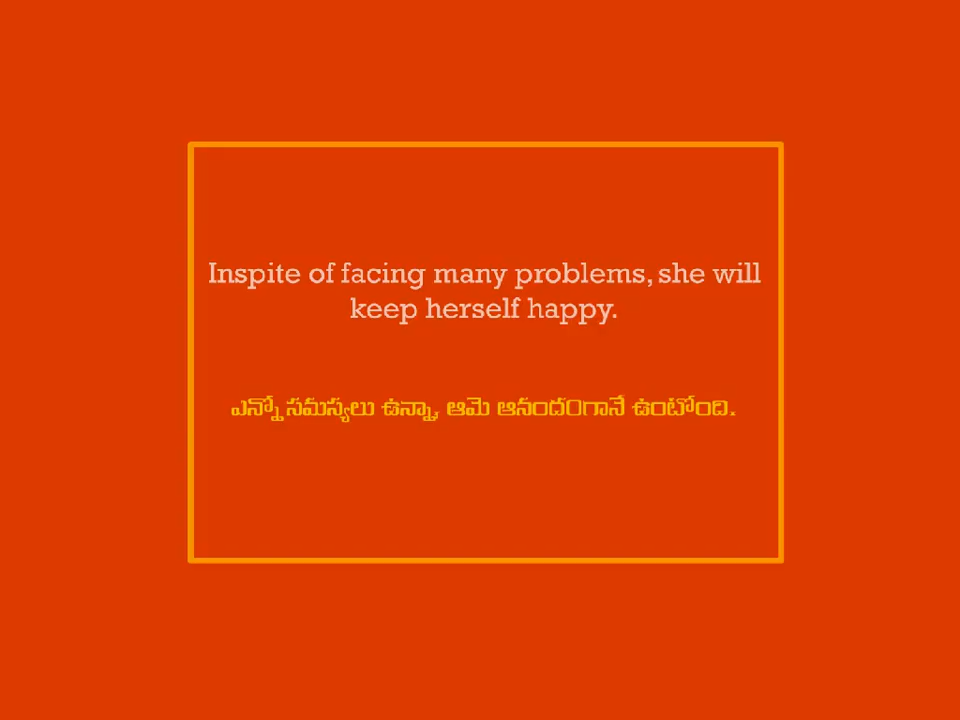 Inspite of facing many problems, she will
keep herself happy.
ఎన్నో సమస్యలు ఉన్నా, ఆమె ఆనందంగానే ఉంటోంది.